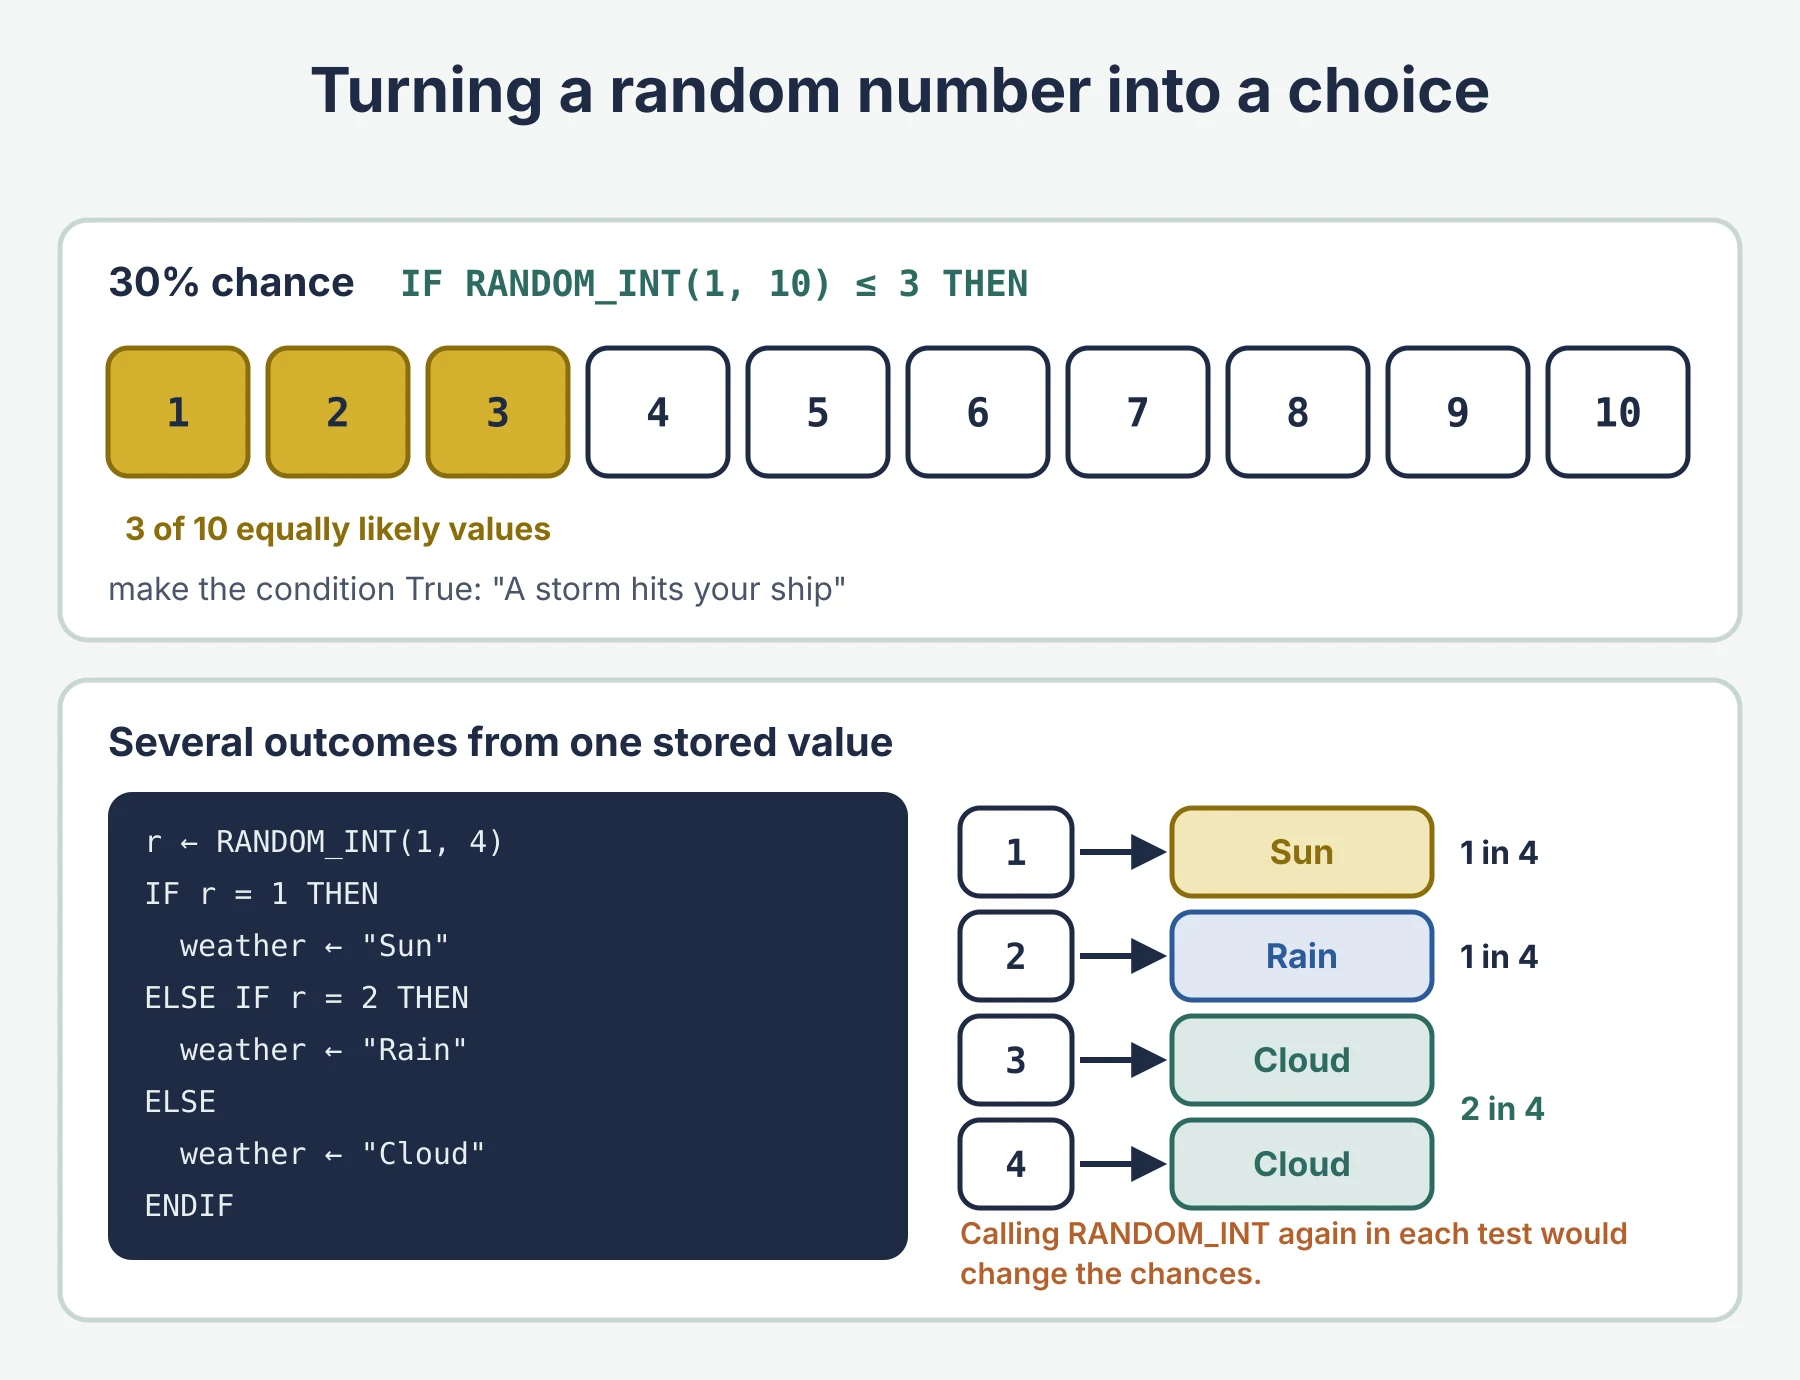 Turning a random number into a choice
30% chance IF RANDOM_INT(1, 10) ≤ 3 THEN
1 2 3 4 5 6 7 8 9 10
3 of 10 equally likely values
make the condition True: "A storm hits your ship"
Several outcomes from one stored value
r ← RANDOM_INT(1, 4)
IF r = 1 THEN
  weather ← "Sun"
ELSE IF r = 2 THEN
  weather ← "Rain"
ELSE
  weather ← "Cloud"
ENDIF
1 Sun 1 in 4
2 Rain 1 in 4
3 Cloud
2 in 4
4 Cloud
Calling RANDOM_INT again in each test would
change the chances.